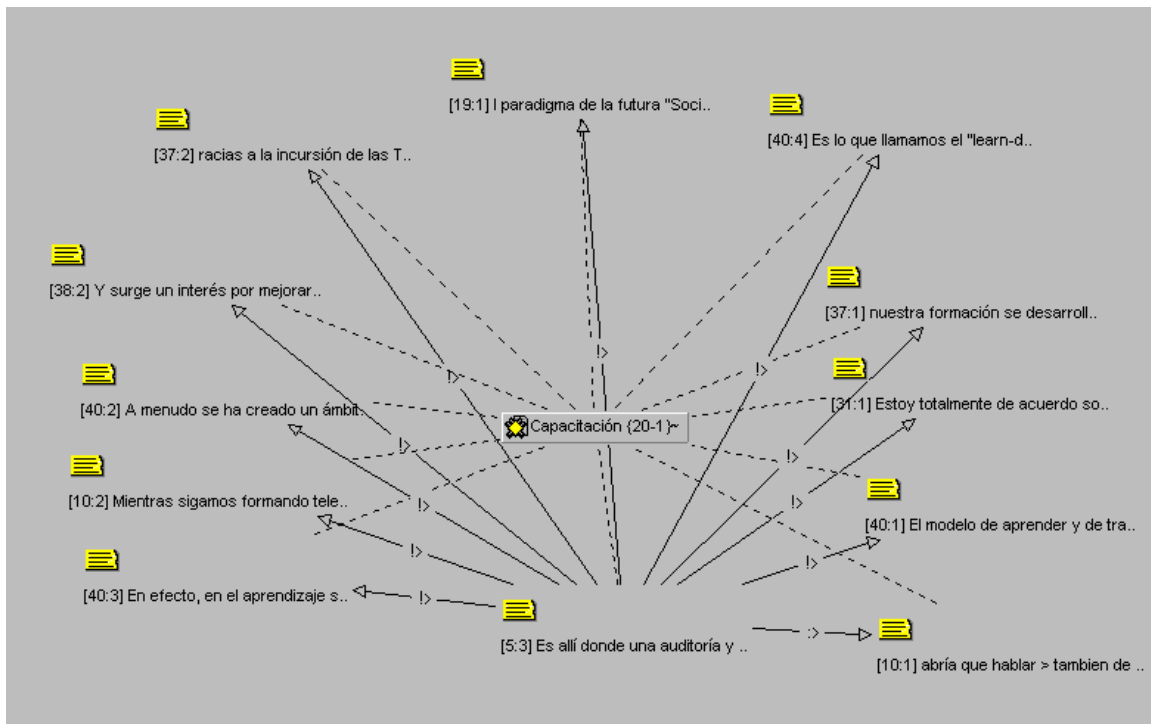 [19:1] l paradigma de la futura "Soci..
[40:4] Es lo que llamamos el "learn-d..
[37:2] racias a la incursión de las T..
[38:2] Y surge un interés por mejorar..
[37:1] nuestra formación se desarroll..
!>
!>
!>
[40:2] A menudo se ha creado un ámbit..
[31:1] Estoy totalmente de acuerdo so..
Capacitación {20-1}~
!>
!>
[10:2] Mientras sigamos formando tele..
!>
!>
[40:1] El modelo de aprender y de tra..
!>
!>
[40:3] En efecto, en el aprendizaje s..
!>
[5:3] Es allí donde una auditoría y ..
:>
[10:1] abría que hablar > tambien de ..